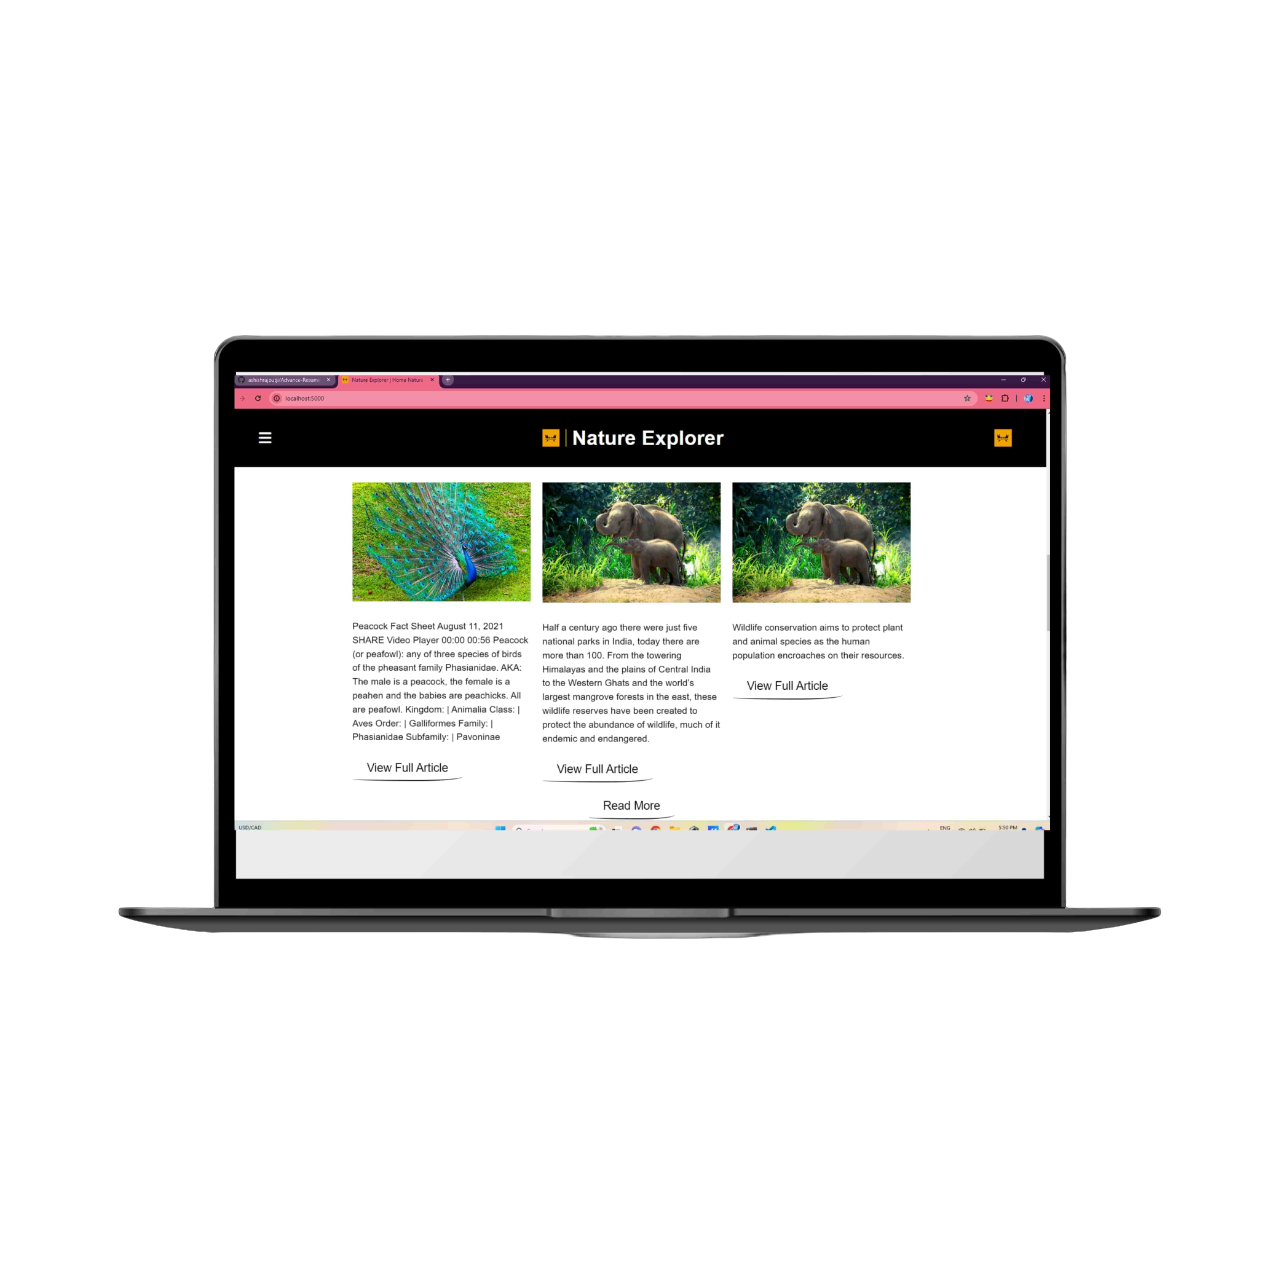 Nature Explorer | Home Nature
localhost:5000
Nature Explorer
Peacock Fact Sheet August 11, 2021
SHARE Video Player 00:00 00:56 Peacock
(or peafowl): any of three species of birds
of the pheasant family Phasianidae. AKA:
The male is a peacock, the female is a
peahen and the babies are peachicks. All
are peafowl. Kingdom: | Animalia Class: |
Aves Order: | Galliformes Family: |
Phasianidae Subfamily: | Pavoninae
View Full Article
Half a century ago there were just five
national parks in India, today there are
more than 100. From the towering
Himalayas and the plains of Central India
to the Western Ghats and the world's
largest mangrove forests in the east, these
wildlife reserves have been created to
protect the abundance of wildlife, much of it
endemic and endangered.
View Full Article
Wildlife conservation aims to protect plant
and animal species as the human
population encroaches on their resources.
View Full Article
Read More
USD/CAD
ENG
5:50 PM